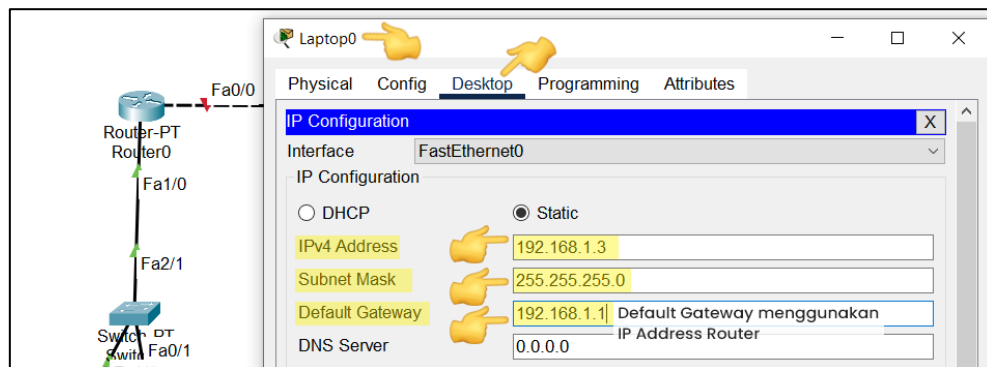 Laptop0
Physical Config Desktop Programming Attributes
IP Configuration X
Interface FastEthernet0
IP Configuration
DHCP Static
IPv4 Address 192.168.1.3
Subnet Mask 255.255.255.0
Default Gateway 192.168.1.1 Default Gateway menggunakan
IP Address Router
DNS Server 0.0.0.0
Fa0/0
Router-PT
Router0
Fa1/0
Fa2/1
Switch-PT
Fa0/1